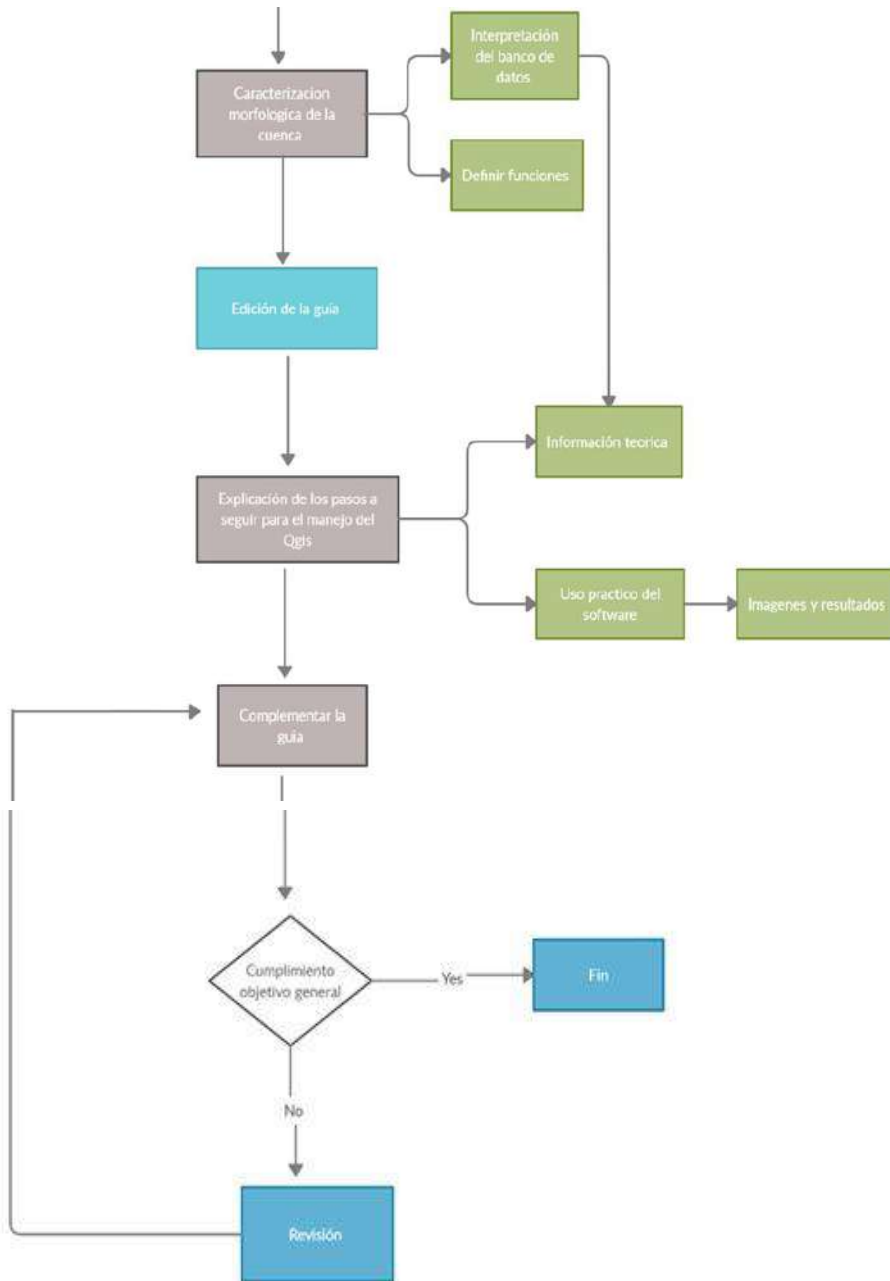 Interpretación
del banco de
datos
Caracterizacion
morfologica de la
cuenca
Definir funciones
Edición de la guía
Información teorica
Explicación de los pasos a
seguir para el manejo del
Qgis
Uso practico del
software
Imagenes y resultados
Complementar la
guia
Cumplimiento
objetivo general
Yes
Fin
No
Revisión